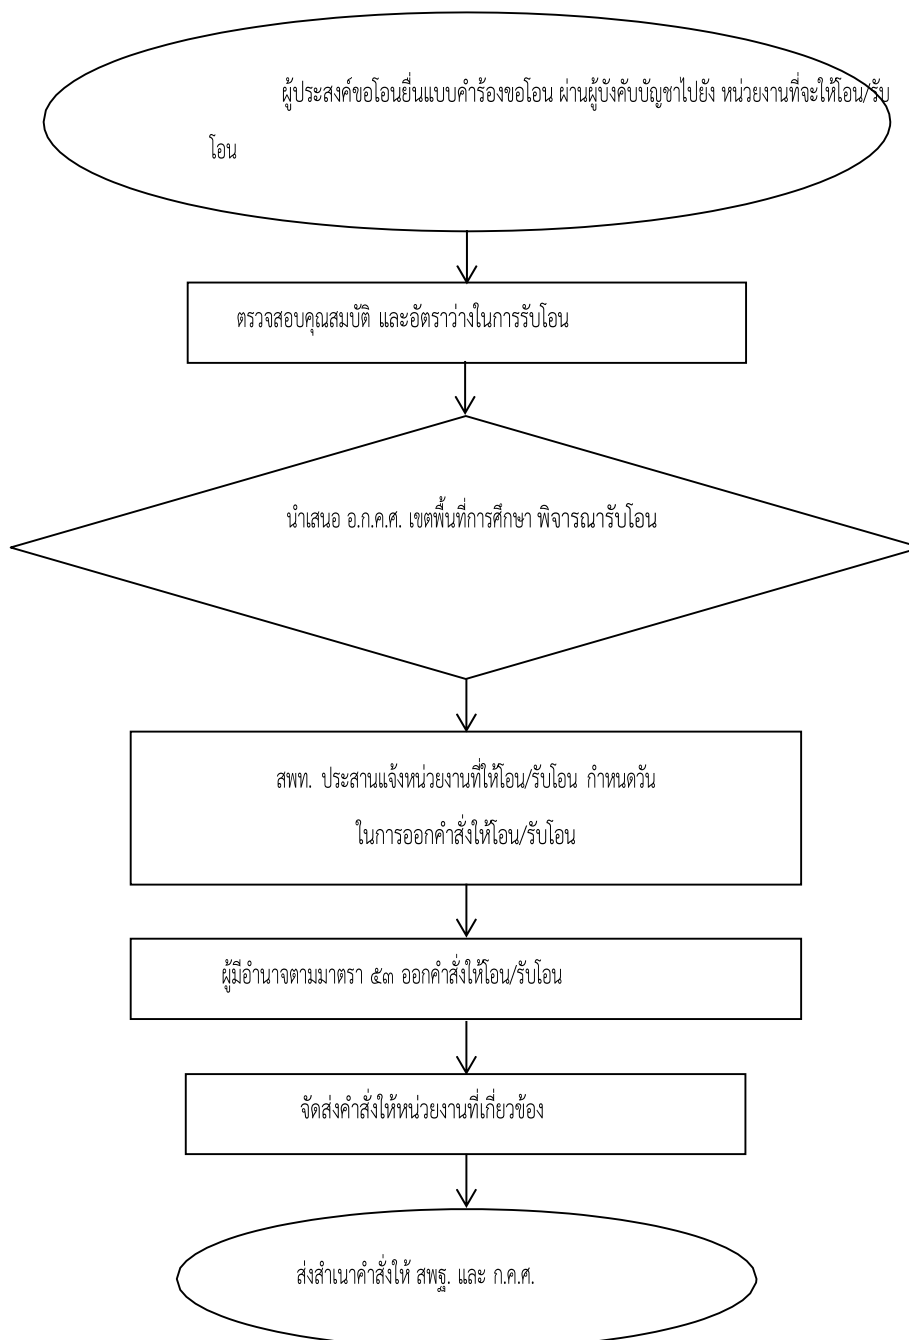 ผู้ประสงค์ขอโอนยื่นแบบคำร้องขอโอน ผ่านผู้บังคับบัญชาไปยัง หน่วยงานที่จะให้โอน/รับ
โอน
ตรวจสอบคุณสมบัติ และอัตราว่างในการรับโอน
นำเสนอ อ.ก.ค.ศ. เขตพื้นที่การศึกษา พิจารณารับโอน
สพท. ประสานแจ้งหน่วยงานที่ให้โอน/รับโอน กำหนดวัน
ในการออกคำสั่งให้โอน/รับโอน
ผู้มีอำนาจตามมาตรา ๕๓ ออกคำสั่งให้โอน/รับโอน
จัดส่งคำสั่งให้หน่วยงานที่เกี่ยวข้อง
ส่งสำเนาคำสั่งให้ สพฐ. และ ก.ค.ศ.